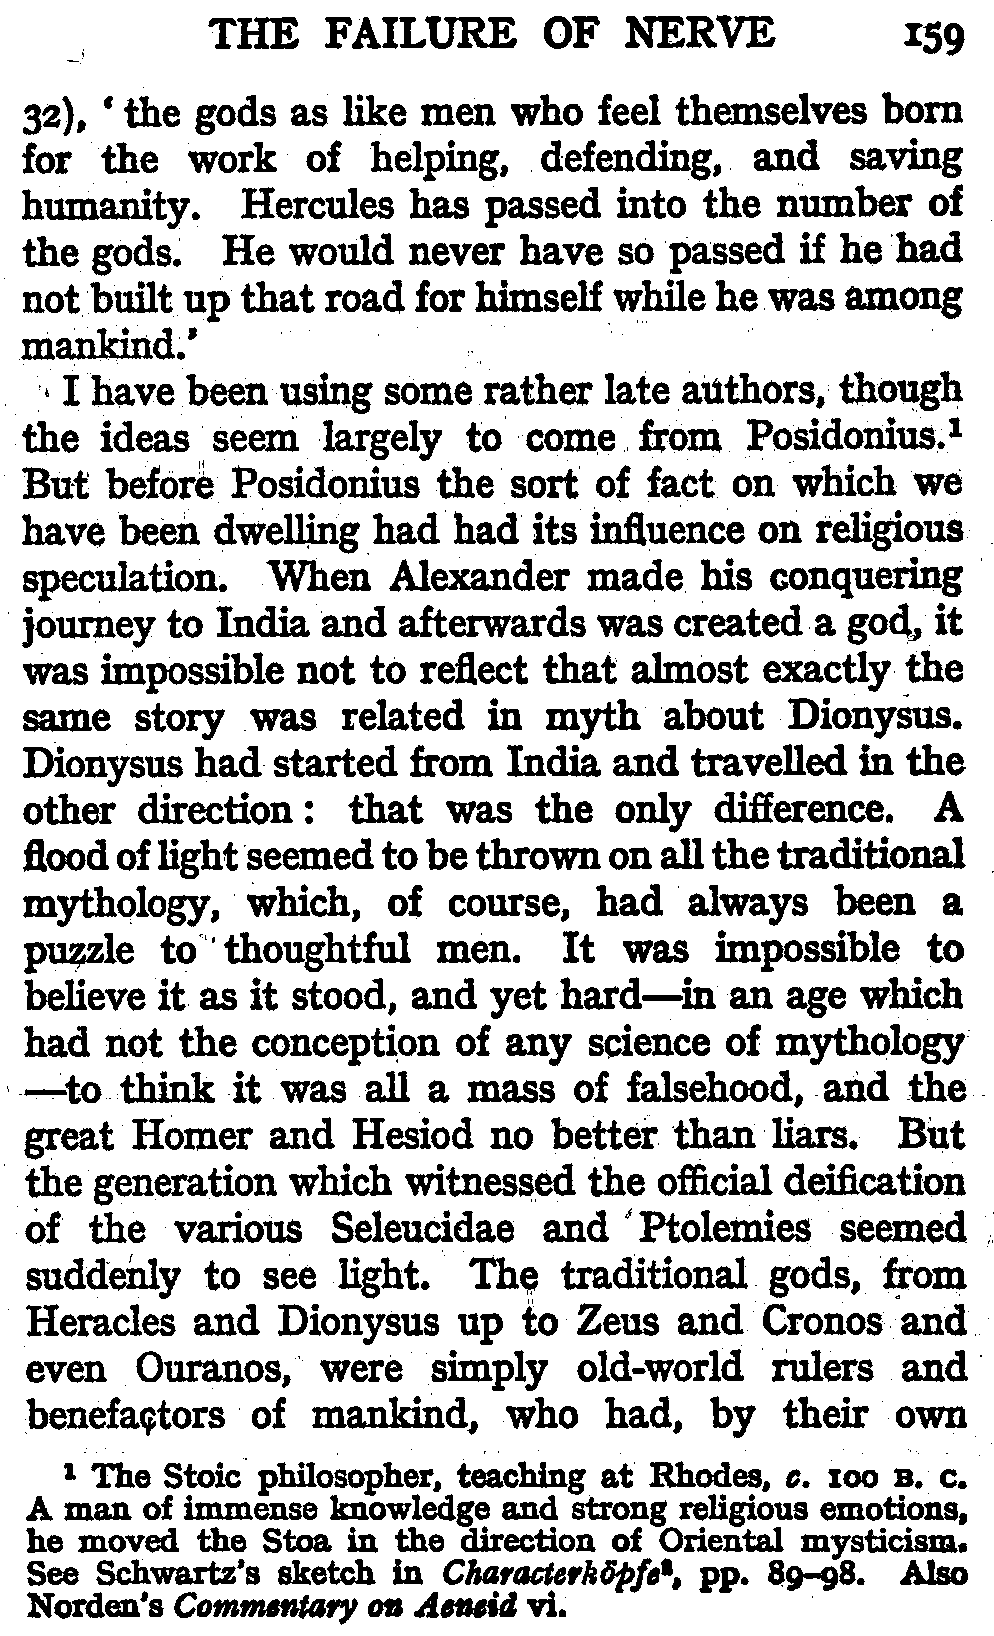 THE FAILURE OF NERVE 159
32), ‘ the gods as like men who feel themselves born
for the work of helping, defending, and saving
humanity. Hercules has passed into the number of
the gods. He would never have so passed if he had
not built up that road for himself while he was among
mankind.’
I have been using some rather late authors, though
the ideas seem largely to come from Posidonius.¹
But before Posidonius the sort of fact on which we
have been dwelling had had its influence on religious
speculation. When Alexander made his conquering
journey to India and afterwards was created a god, it
was impossible not to reflect that almost exactly the
same story was related in myth about Dionysus.
Dionysus had started from India and travelled in the
other direction : that was the only difference. A
flood of light seemed to be thrown on all the traditional
mythology, which, of course, had always been a
puzzle to thoughtful men. It was impossible to
believe it as it stood, and yet hard—in an age which
had not the conception of any science of mythology
—to think it was all a mass of falsehood, and the
great Homer and Hesiod no better than liars. But
the generation which witnessed the official deification
of the various Seleucidae and Ptolemies seemed
suddenly to see light. The traditional gods, from
Heracles and Dionysus up to Zeus and Cronos and
even Ouranos, were simply old-world rulers and
benefactors of mankind, who had, by their own
¹ The Stoic philosopher, teaching at Rhodes, c. 100 B. C.
A man of immense knowledge and strong religious emotions,
he moved the Stoa in the direction of Oriental mysticism.
See Schwartz's sketch in Characterköpfe², pp. 89–98. Also
Norden's Commentary on Aeneid vi.